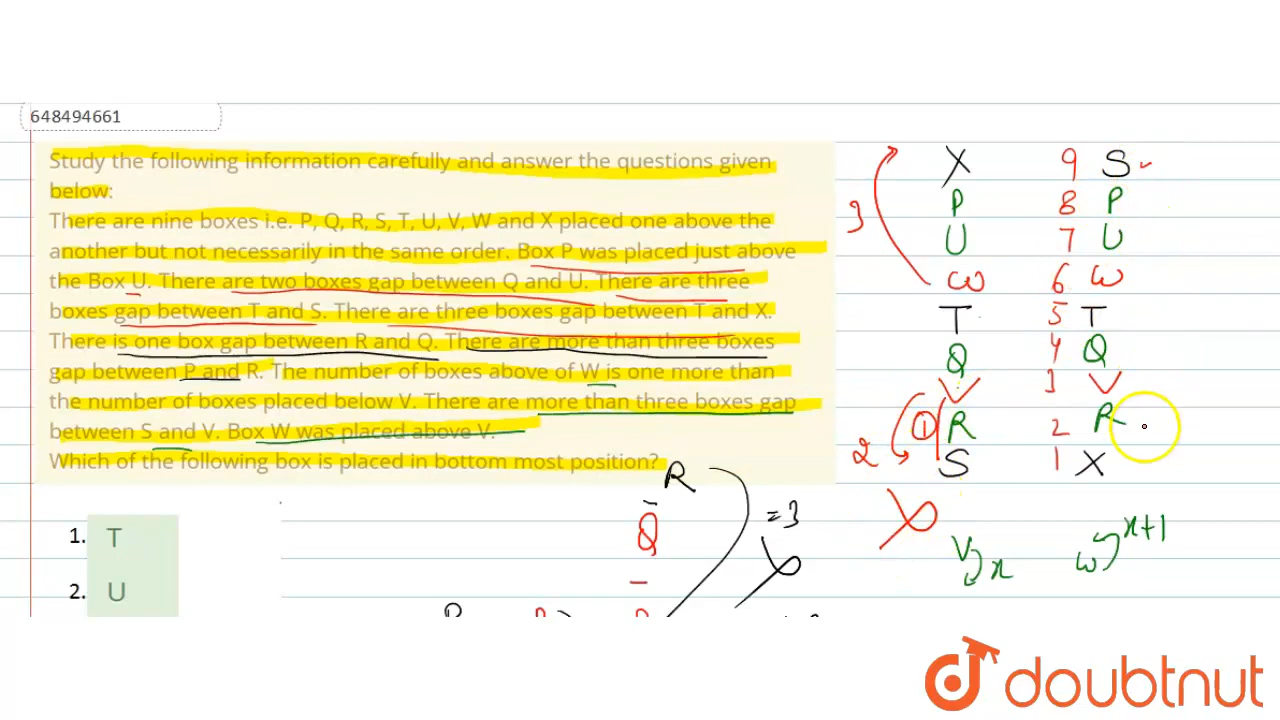 648494661
Study the following information carefully and answer the questions given
below:
There are nine boxes i.e. P, Q, R, S, T, U, V, W and X placed one above the
another but not necessarily in the same order. Box P was placed just above
the Box U. There are two boxes gap between Q and U. There are three
boxes gap between T and S. There are three boxes gap between T and X.
There is one box gap between R and Q. There are more than three boxes
gap between P and R. The number of boxes above of W is one more than
the number of boxes placed below V. There are more than three boxes gap
between S and V. Box W was placed above V.
Which of the following box is placed in bottom most position?
1. T
2. U
X 9 S
P 8 P
U 7 U
3 W 6 W
T 5 T
Q 4 Q
V 3 V
1 R 2 R
2 S 1 X
R
Q = 3
V x W x+1
doubtnut